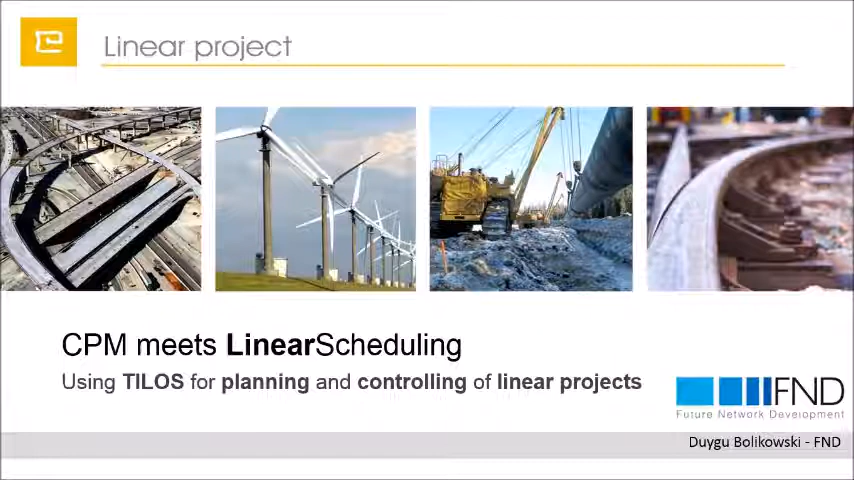 Linear project
CPM meets LinearScheduling
Using TILOS for planning and controlling of linear projects
FND
Future Network Development
Duygu Bolikowski - FND